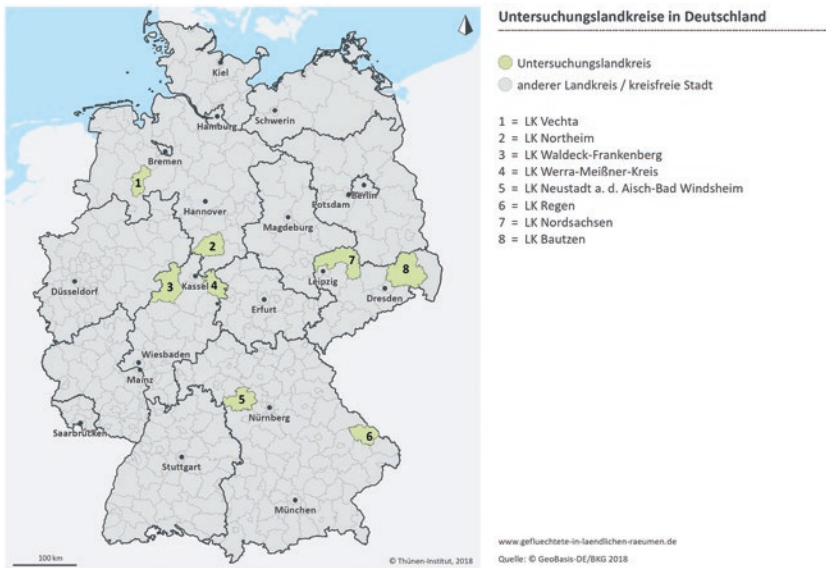 Untersuchungslandkreise in Deutschland
Untersuchungslandkreis
anderer Landkreis / kreisfreie Stadt
1 = LK Vechta
2 = LK Northeim
3 = LK Waldeck-Frankenberg
4 = LK Werra-Meißner-Kreis
5 = LK Neustadt a. d. Aisch-Bad Windsheim
6 = LK Regen
7 = LK Nordsachsen
8 = LK Bautzen
Kiel
Hamburg
Schwerin
Bremen
1
Hannover
Berlin
Potsdam
Magdeburg
2
7
8
Düsseldorf
3
Kassel
4
Leipzig
Dresden
Erfurt
Wiesbaden
Mainz
5
Nürnberg
Saarbrücken
6
Stuttgart
München
100 km
© Thünen-Institut, 2018
www.gefluechtete-in-laendlichen-raeumen.de
Quelle: © GeoBasis-DE/BKG 2018